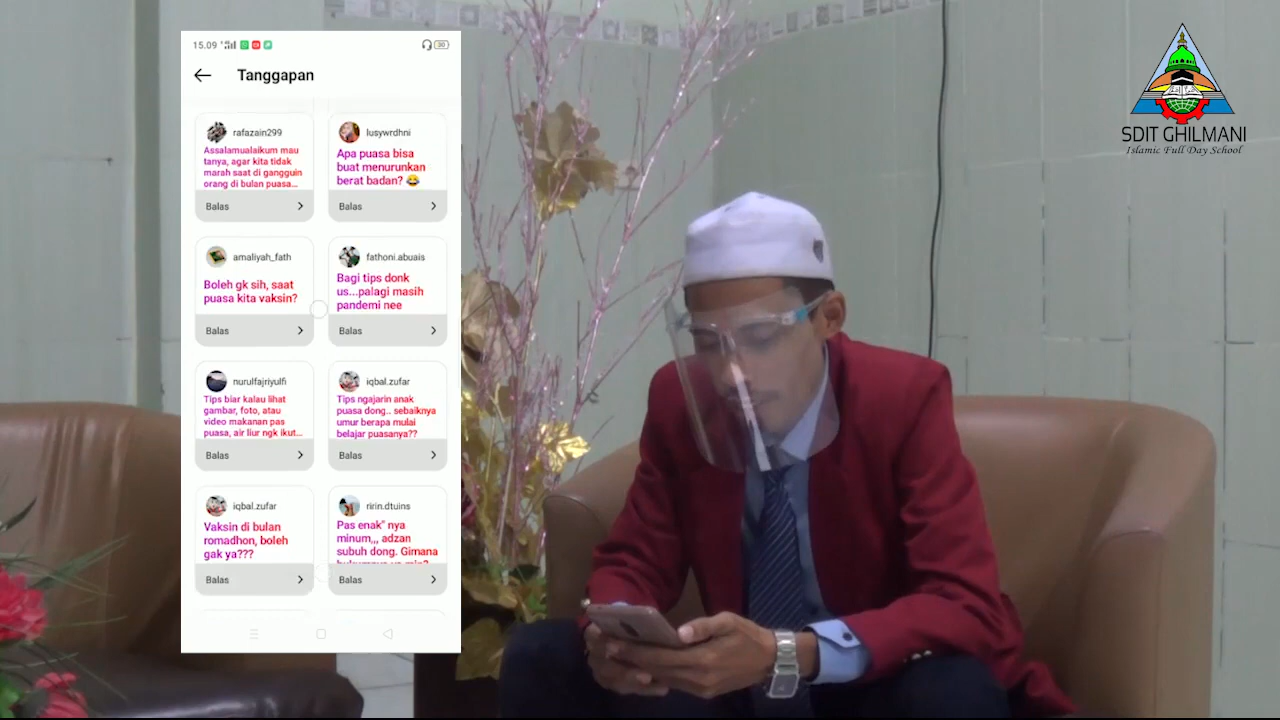 15.09
Tanggapan
rafazain299
Assalamualaikum mau
tanya, agar kita tidak
marah saat di gangguin
orang di bulan puasa...
Balas
lusywrdhni
Apa puasa bisa
buat menurunkan
berat badan? 😂
Balas
amaliyah_fath
Boleh gk sih, saat
puasa kita vaksin?
Balas
fathoni.abuais
Bagi tips donk
us...palagi masih
pandemi nee
Balas
nurulfajriyulfi
Tips biar kalau lihat
gambar, foto, atau
video makanan pas
puasa, air liur ngk ikut...
Balas
iqbal.zufar
Tips ngajarin anak
puasa dong.. sebaiknya
umur berapa mulai
belajar puasanya??
Balas
iqbal.zufar
Vaksin di bulan
romadhon, boleh
gak ya???
Balas
ririn.dtuins
Pas enak" nya
minum,,, adzan
subuh dong. Gimana
Balas
SDIT GHILMANI
Islamic Full Day School